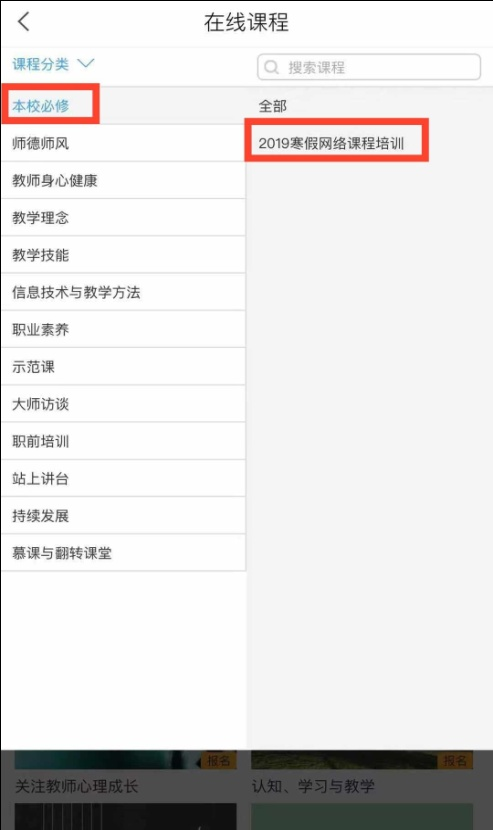 在线课程
课程分类
搜索课程
本校必修
全部
师德师风
2019寒假网络课程培训
教师身心健康
教学理念
教学技能
信息技术与教学方法
职业素养
示范课
大师访谈
职前培训
站上讲台
持续发展
慕课与翻转课堂
报名
报名
关注教师心理成长
认知、学习与教学